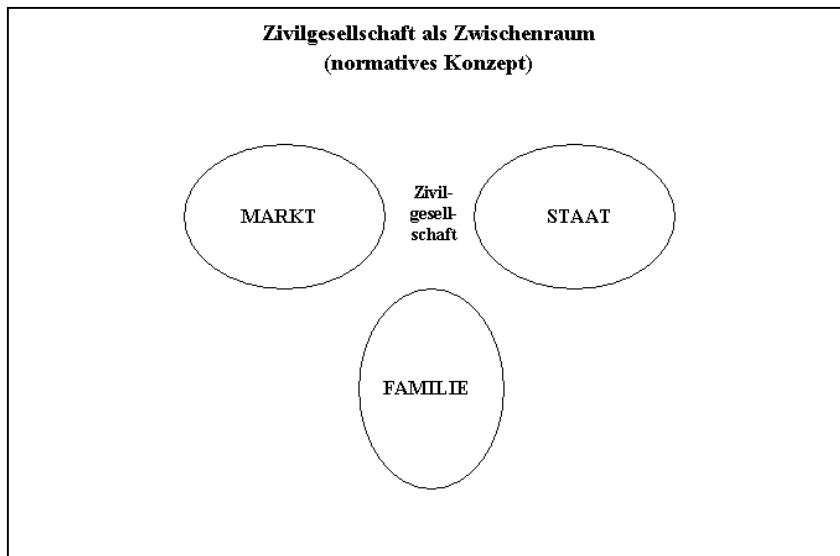 Zivilgesellschaft als Zwischenraum
(normatives Konzept)
MARKT
Zivil-
gesell-
schaft
STAAT
FAMILIE